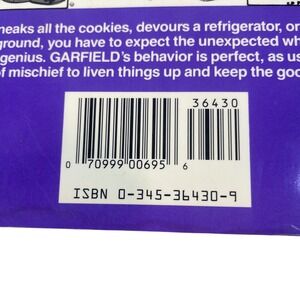 neaks all the cookies, devours a refrigerator, or
ground, you have to expect the unexpected wh
genius. GARFIELD's behavior is perfect, as us
of mischief to liven things up and keep the goo
36430
0 70999 00695 6
ISBN 0-345-36430-9